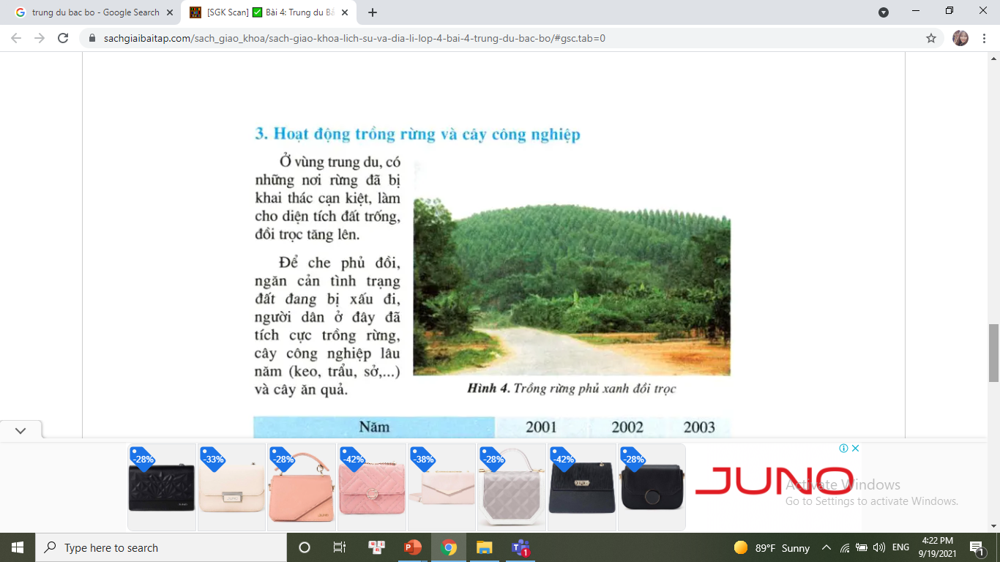 trung du bac bo - Google Search
[SGK Scan] ✅ Bài 4: Trung du Bắ
sachgiaibaitap.com/sach_giao_khoa/sach-giao-khoa-lich-su-va-dia-li-lop-4-bai-4-trung-du-bac-bo/#gsc.tab=0
3. Hoạt động trồng rừng và cây công nghiệp
Ở vùng trung du, có
những nơi rừng đã bị
khai thác cạn kiệt, làm
cho diện tích đất trống,
đồi trọc tăng lên.
Để che phủ đồi,
ngăn cản tình trạng
đất đang bị xấu đi,
người dân ở đây đã
tích cực trồng rừng,
cây công nghiệp lâu
năm (keo, trẩu, sở,...)
và cây ăn quả.
Hình 4. Trồng rừng phủ xanh đồi trọc
Năm 2001 2002 2003
-28% -33% -28% -42% -38% -28% -42% -28%
JUNO
Activate Windows
Go to Settings to activate Windows.
Type here to search
89°F Sunny
ENG
4:22 PM
9/19/2021
1
1